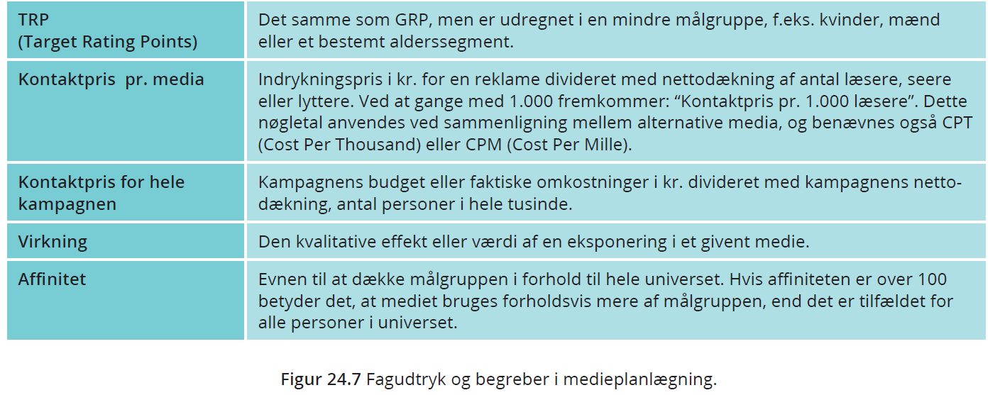 TRP
(Target Rating Points)
Det samme som GRP, men er udregnet i en mindre målgruppe, f.eks. kvinder, mænd
eller et bestemt alderssegment.
Kontaktpris pr. media
Indrykningspris i kr. for en reklame divideret med nettodækning af antal læsere, seere
eller lyttere. Ved at gange med 1.000 fremkommer: “Kontaktpris pr. 1.000 læsere”. Dette
nøgletal anvendes ved sammenligning mellem alternative media, og benævnes også CPT
(Cost Per Thousand) eller CPM (Cost Per Mille).
Kontaktpris for hele
kampagnen
Kampagnens budget eller faktiske omkostninger i kr. divideret med kampagnens netto-
dækning, antal personer i hele tusinde.
Virkning
Den kvalitative effekt eller værdi af en eksponering i et givent medie.
Affinitet
Evnen til at dække målgruppen i forhold til hele universet. Hvis affiniteten er over 100
betyder det, at mediet bruges forholdsvis mere af målgruppen, end det er tilfældet for
alle personer i universet.
Figur 24.7 Fagudtryk og begreber i medieplanlægning.